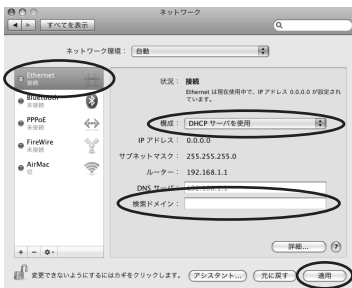 ネットワーク
すべてを表示
ネットワーク環境： 自動
Ethernet
接続
Bluetooth
未接続
PPPoE
未接続
FireWire
未接続
AirMac
切
状況： 接続
Ethernet は現在使用中で、IP アドレス 0.0.0.0 が設定されています。
構成： DHCP サーバを使用
IP アドレス： 0.0.0.0
サブネットマスク： 255.255.255.0
ルーター： 192.168.1.1
DNS サーバ： 192.168.1.1
検索ドメイン：
詳細... ?
変更できないようにするにはカギをクリックします。
アシスタント... 元に戻す 適用